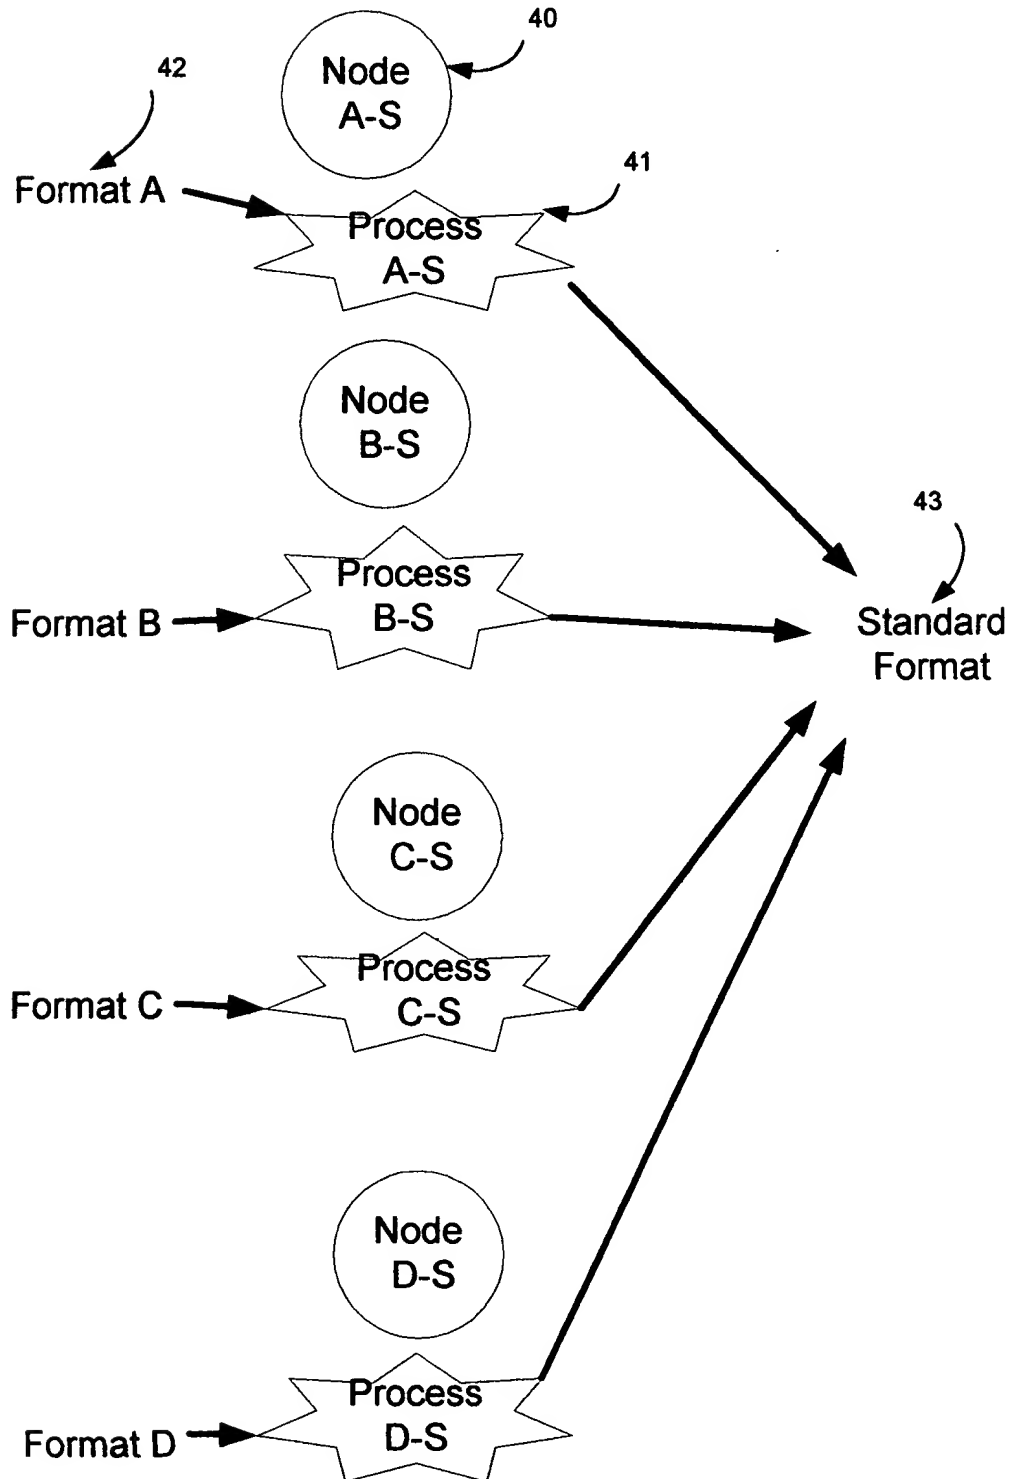 40
Node
A-S
42
Format A
41
Process
A-S
Node
B-S
43
Process
B-S
Format B
Standard
Format
Node
C-S
Process
C-S
Format C
Node
D-S
Process
D-S
Format D